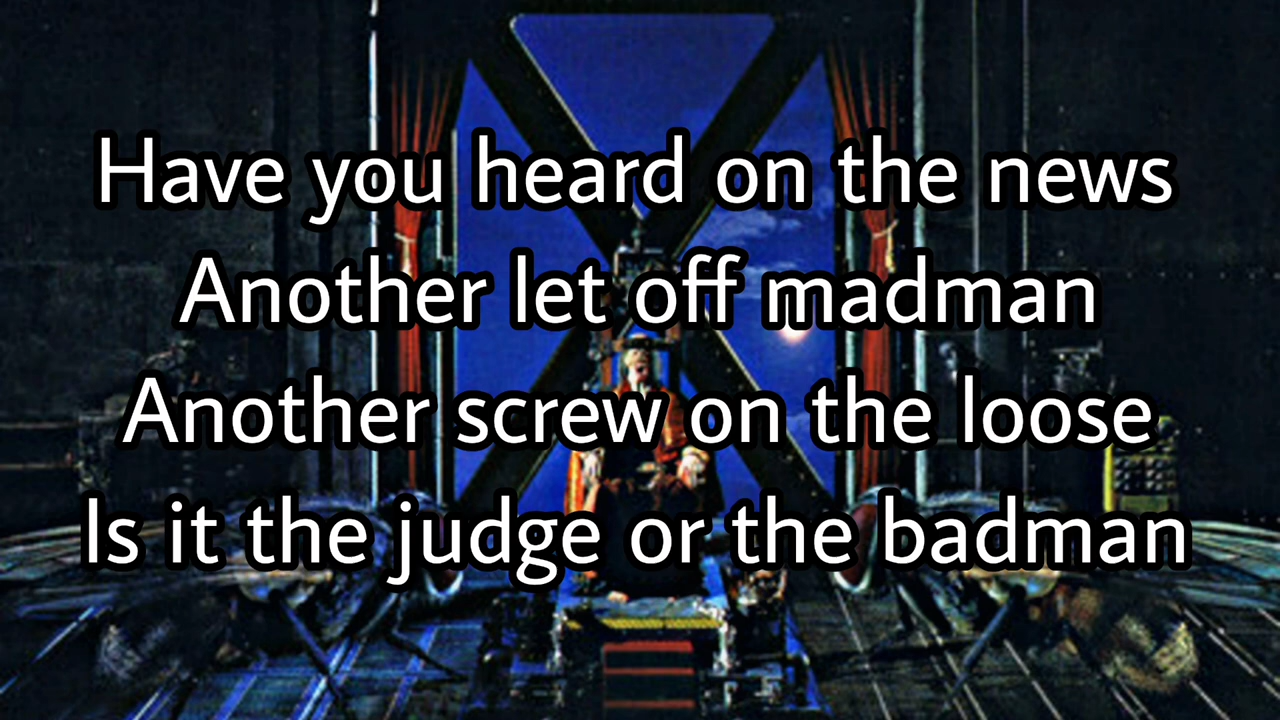 Have you heard on the news
Another let off madman
Another screw on the loose
Is it the judge or the badman